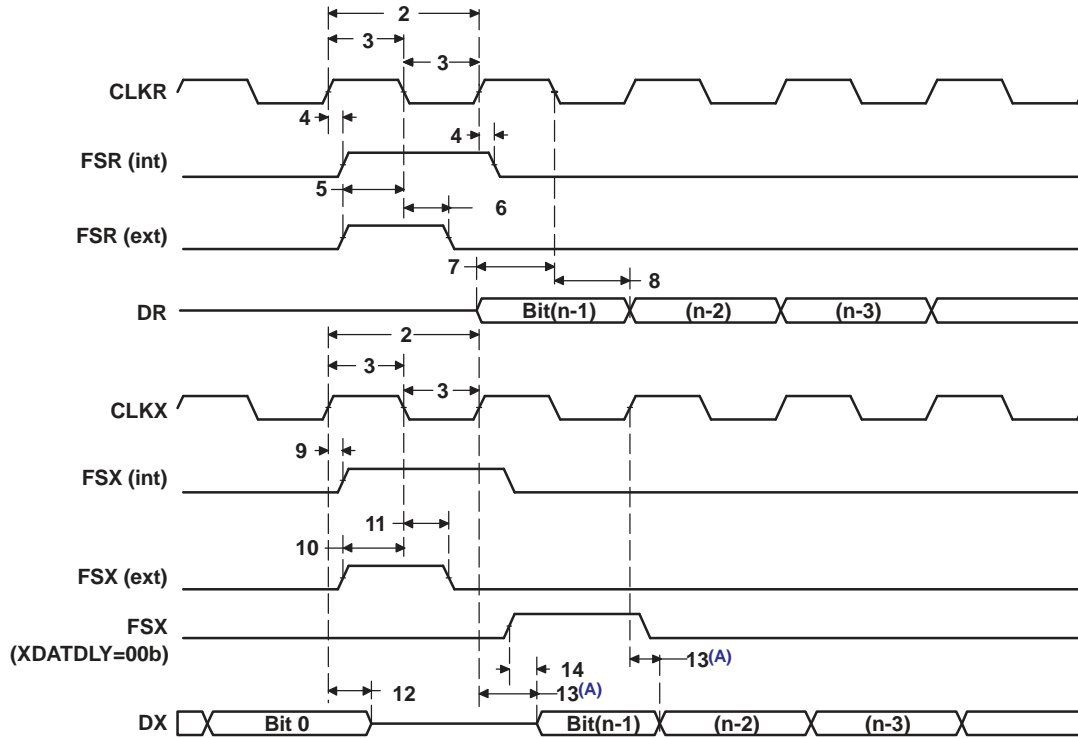 2
3
3
CLKR
4
4
FSR (int)
5
6
FSR (ext)
7
8
DR
Bit(n-1)
(n-2)
(n-3)
2
3
3
CLKX
9
FSX (int)
11
10
FSX (ext)
FSX
(XDATDLY=00b)
14
13(A)
12
13(A)
DX
Bit 0
Bit(n-1)
(n-2)
(n-3)